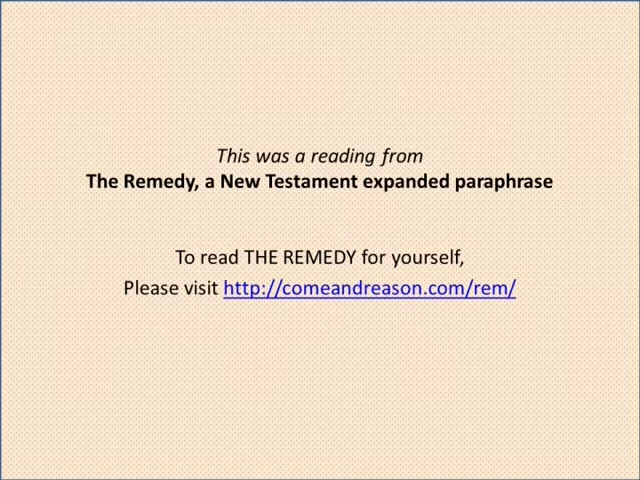 This was a reading from
The Remedy, a New Testament expanded paraphrase
To read THE REMEDY for yourself,
Please visit http://comeandreason.com/rem/